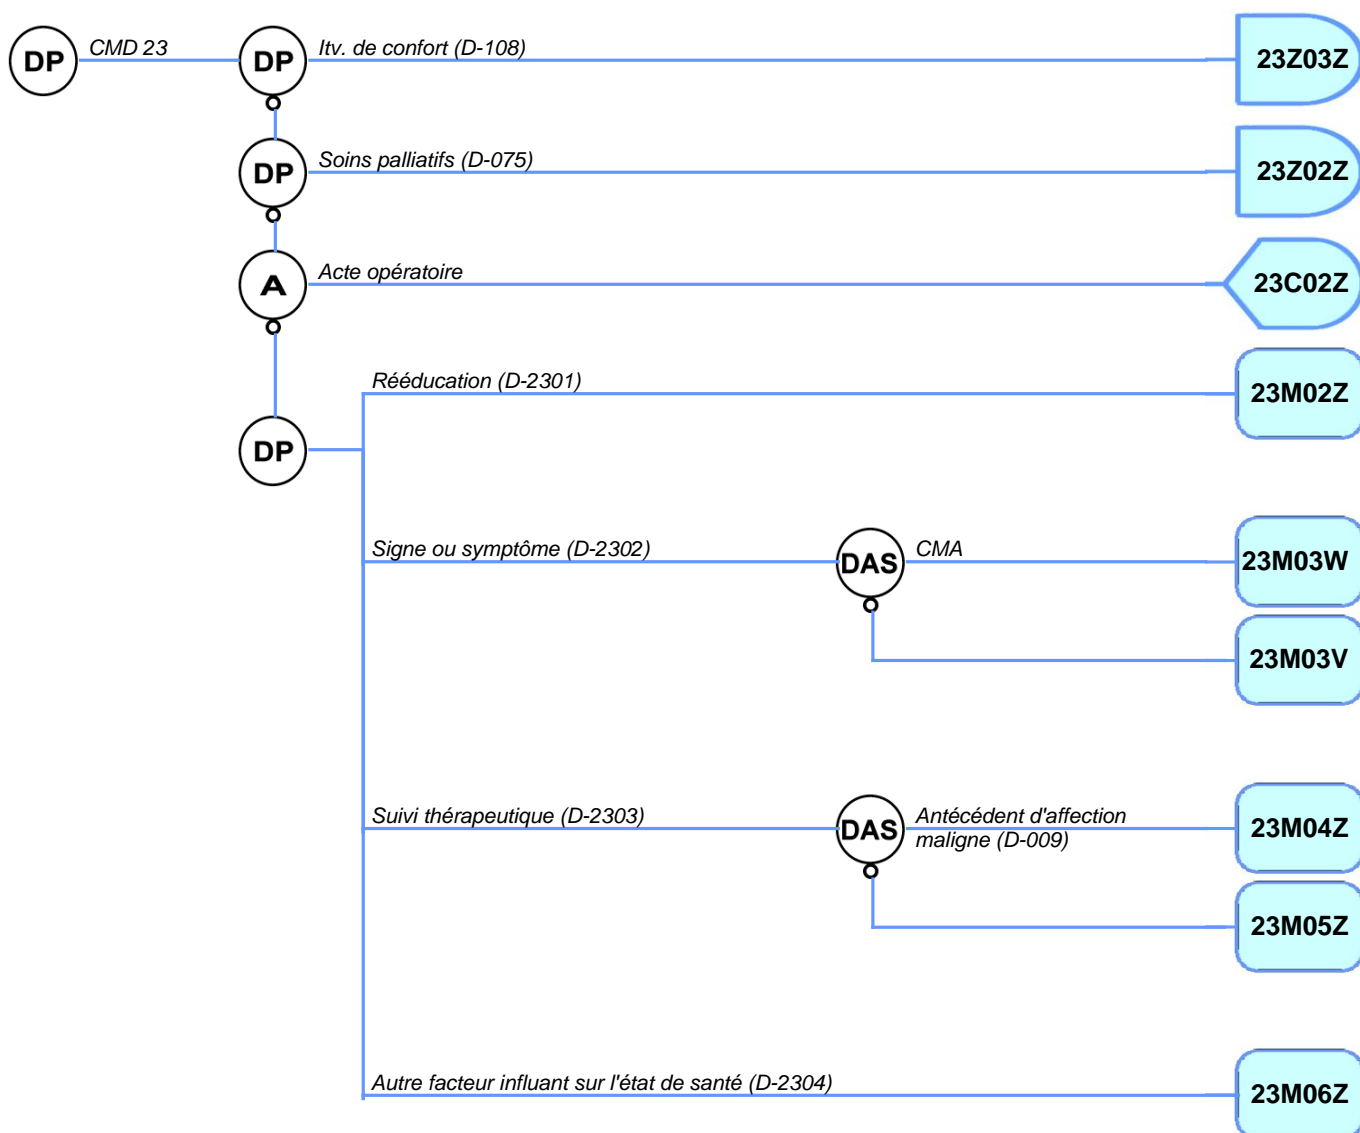 DP
CMD 23
DP
Itv. de confort (D-108)
23Z03Z
DP
Soins palliatifs (D-075)
23Z02Z
A
Acte opératoire
23C02Z
Rééducation (D-2301)
23M02Z
DP
Signe ou symptôme (D-2302)
DAS
CMA
23M03W
23M03V
Suivi thérapeutique (D-2303)
DAS
Antécédent d'affection
maligne (D-009)
23M04Z
23M05Z
Autre facteur influant sur l'état de santé (D-2304)
23M06Z